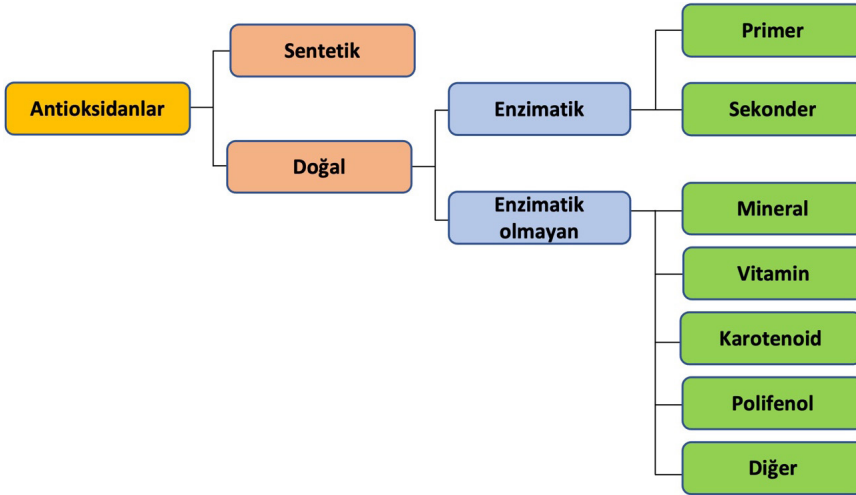 Antioksidanlar
Sentetik
Doğal
Enzimatik
Enzimatik
olmayan
Primer
Sekonder
Mineral
Vitamin
Karotenoid
Polifenol
Diğer